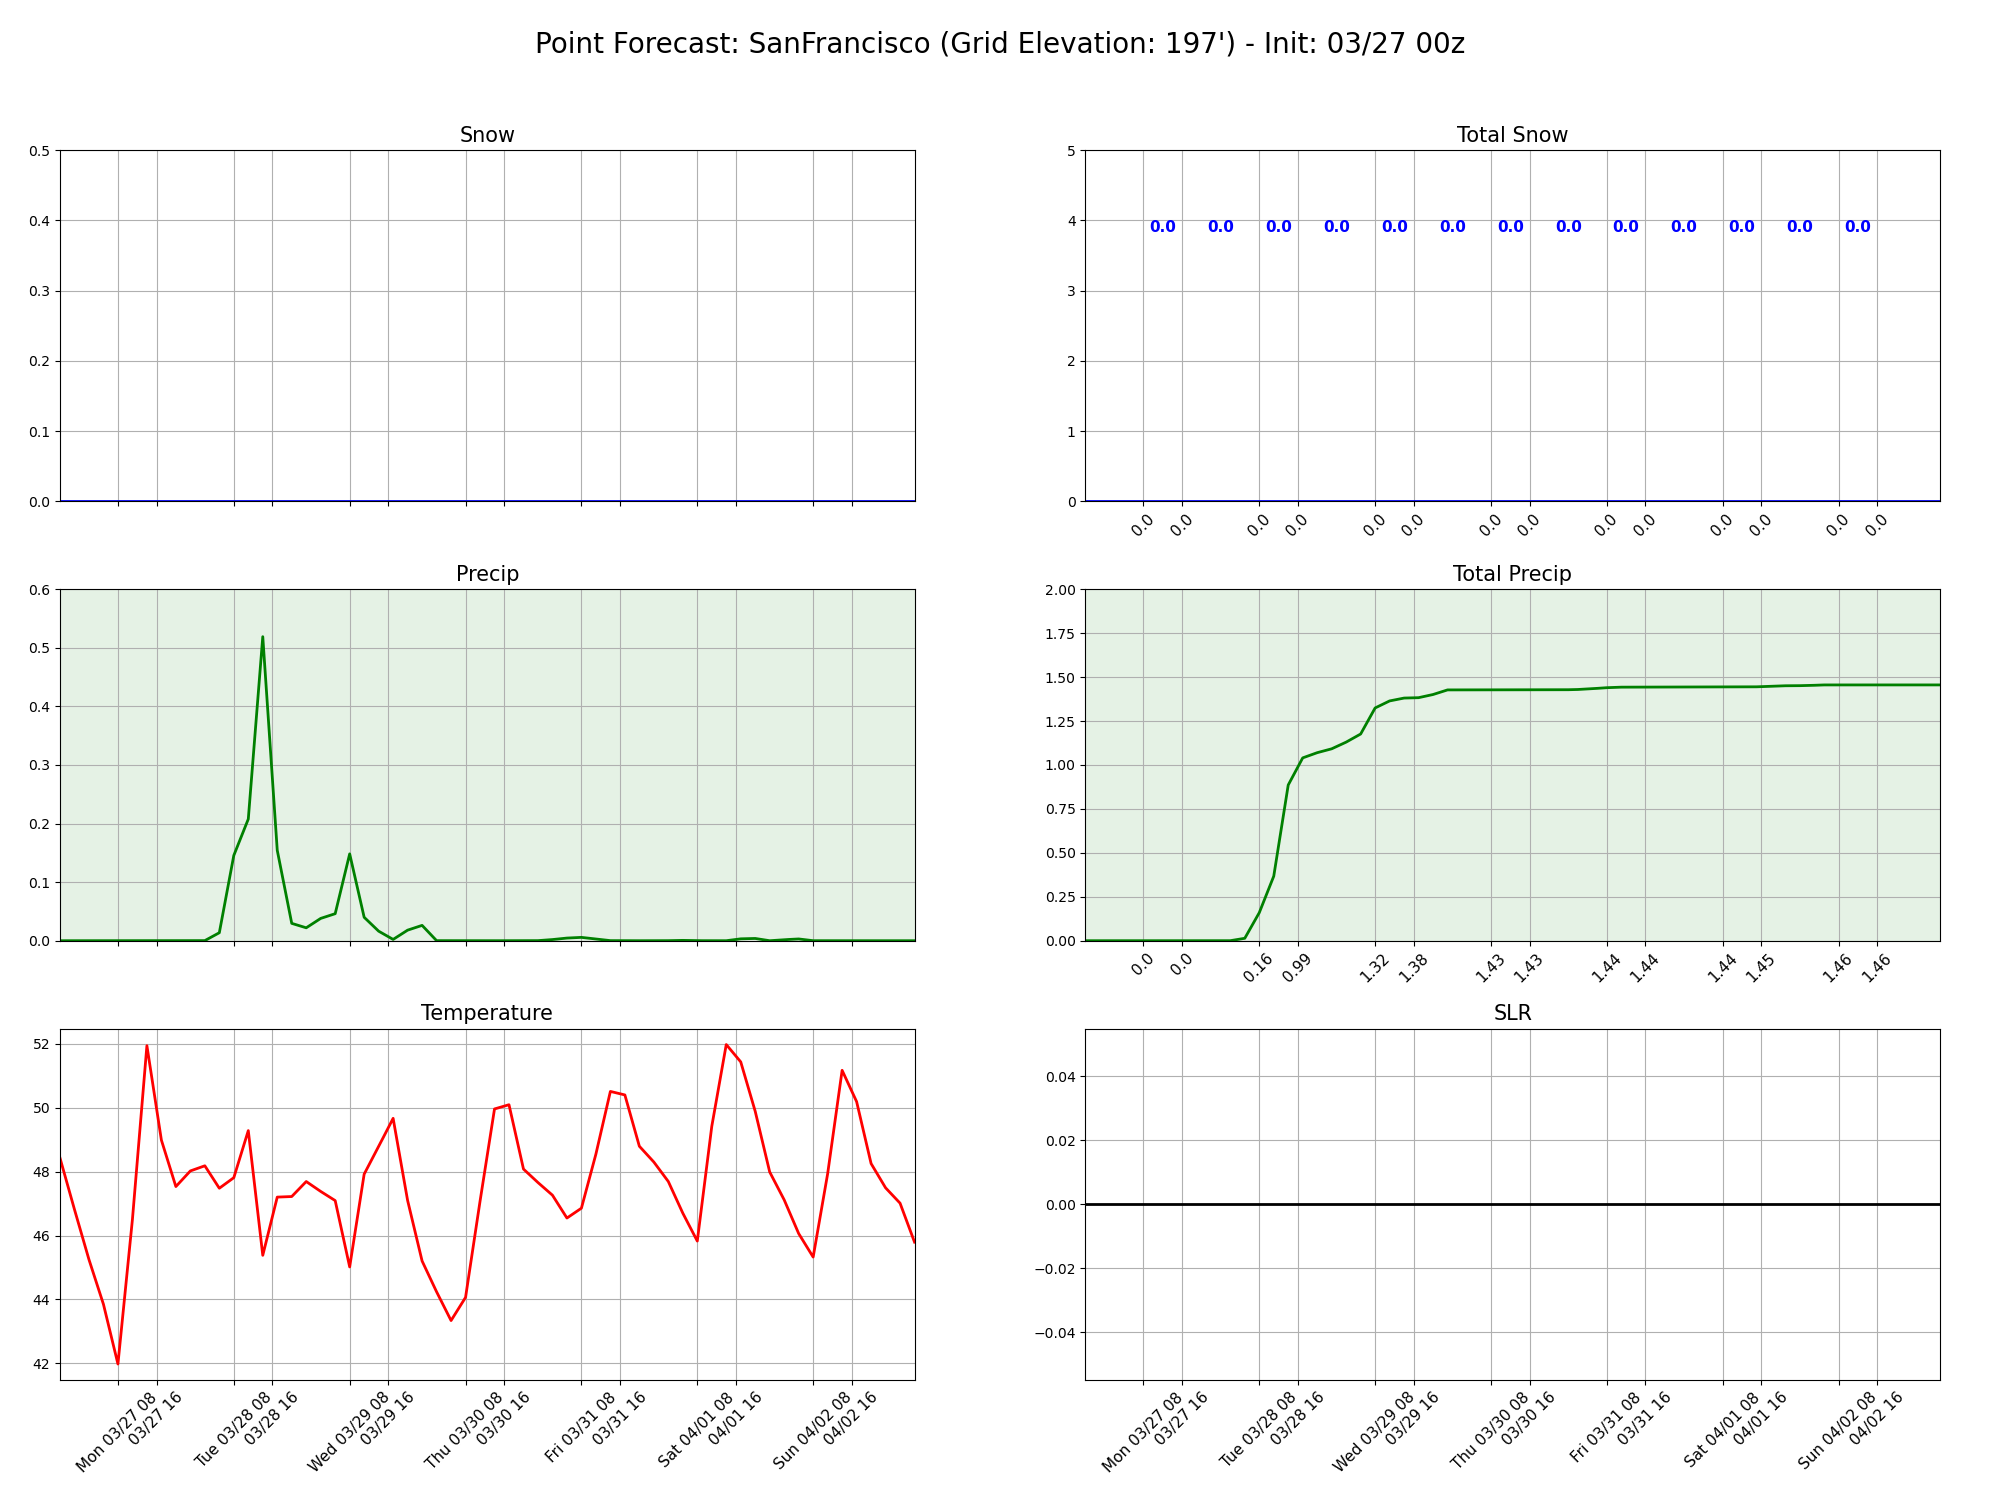 Point Forecast: SanFrancisco (Grid Elevation: 197') - Init: 03/27 00z
Snow
0.5
0.4
0.3
0.2
0.1
0.0
Total Snow
5
4
3
2
1
0
0.0 0.0 0.0 0.0 0.0 0.0 0.0 0.0 0.0 0.0 0.0 0.0 0.0
0.0 0.0 0.0 0.0 0.0 0.0 0.0 0.0 0.0 0.0 0.0 0.0 0.0 0.0
Precip
0.6
0.5
0.4
0.3
0.2
0.1
0.0
Total Precip
2.00
1.75
1.50
1.25
1.00
0.75
0.50
0.25
0.00
0.0 0.0 0.16 0.99 1.32 1.38 1.43 1.43 1.44 1.44 1.44 1.45 1.46 1.46
Temperature
52
50
48
46
44
42
Mon 03/27 08
03/27 16
Tue 03/28 08
03/28 16
Wed 03/29 08
03/29 16
Thu 03/30 08
03/30 16
Fri 03/31 08
03/31 16
Sat 04/01 08
04/01 16
Sun 04/02 08
04/02 16
SLR
0.04
0.02
0.00
−0.02
−0.04
Mon 03/27 08
03/27 16
Tue 03/28 08
03/28 16
Wed 03/29 08
03/29 16
Thu 03/30 08
03/30 16
Fri 03/31 08
03/31 16
Sat 04/01 08
04/01 16
Sun 04/02 08
04/02 16